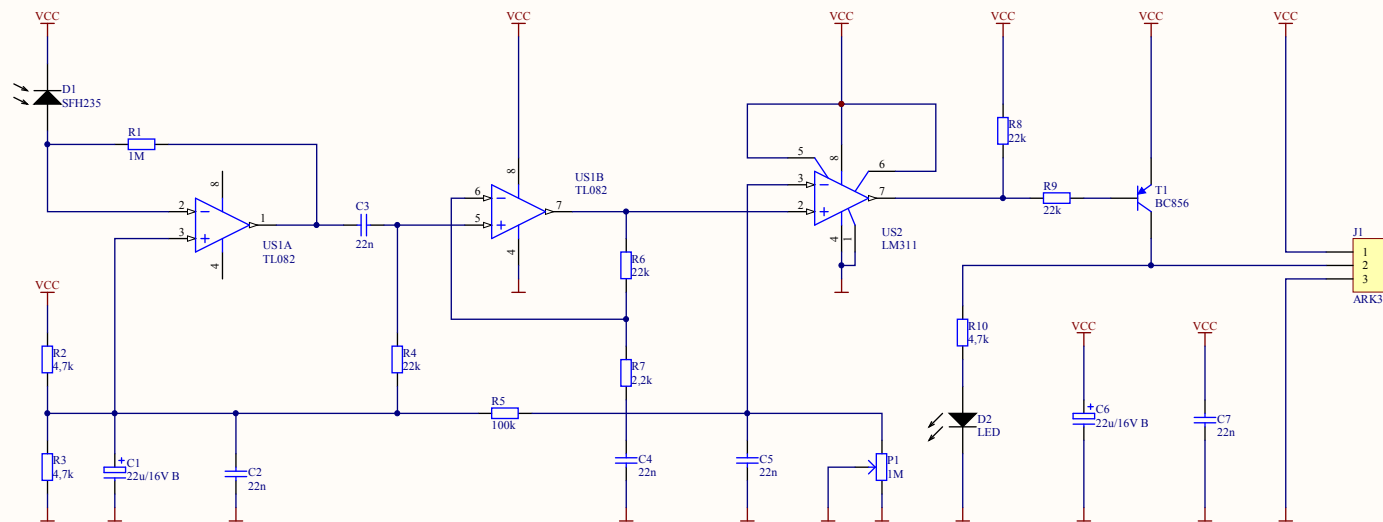 VCC
VCC
VCC
VCC
VCC
VCC
D1
SFH235
R1
1M
8
2
3
1
4
US1A
TL082
C3
22n
8
6
5
7
4
US1B
TL082
5
8
6
3
2
7
4
1
US2
LM311
R8
22k
R9
22k
T1
BC856
J1
1
2
3
ARK3
VCC
R2
4,7k
R4
22k
R6
22k
R7
2,2k
R5
100k
R10
4,7k
VCC
VCC
R3
4,7k
C1
22u/16V B
C2
22n
C4
22n
C5
22n
P1
1M
D2
LED
C6
22u/16V B
C7
22n